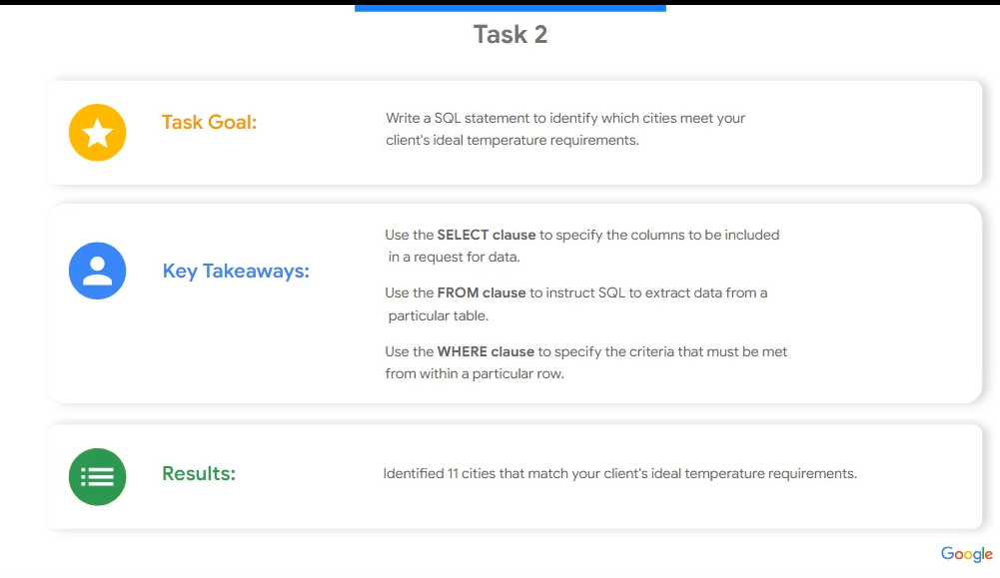 Task 2
Task Goal:
Write a SQL statement to identify which cities meet your
client's ideal temperature requirements.
Key Takeaways:
Use the SELECT clause to specify the columns to be included
in a request for data.
Use the FROM clause to instruct SQL to extract data from a
particular table.
Use the WHERE clause to specify the criteria that must be met
from within a particular row.
Results:
Identified 11 cities that match your client's ideal temperature requirements.
Google